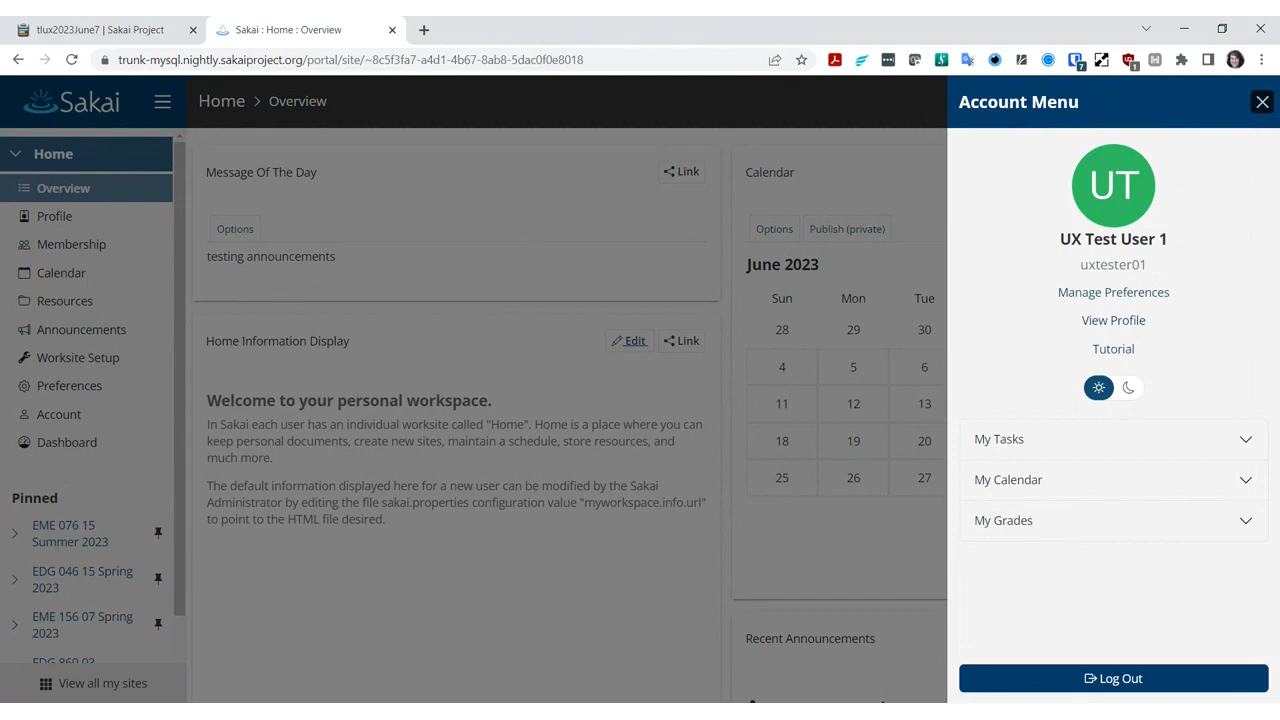 tlux2023June7 | Sakai Project
Sakai : Home : Overview
trunk-mysql.nightly.sakaiproject.org/portal/site/~8c5f3fa7-add1-4b67-8ab8-5dac0f0e8018
7
1
Sakai
Home > Overview
Account Menu
Home
Overview
Profile
Membership
Calendar
Resources
Announcements
Worksite Setup
Preferences
Account
Dashboard
Pinned
EME 076 15
Summer 2023
EDG 046 15 Spring
2023
EME 156 07 Spring
2023
EDG 860 03
View all my sites
Message Of The Day
Link
Options
testing announcements
Home Information Display
Edit
Link
Welcome to your personal workspace.
In Sakai each user has an individual worksite called "Home". Home is a place where you can
keep personal documents, create new sites, maintain a schedule, store resources, and
much more.
The default information displayed here for a new user can be modified by the Sakai
Administrator by editing the file sakai.properties configuration value "myworkspace.info.url"
to point to the HTML file desired.
Calendar
Options
Publish (private)
June 2023
Sun Mon Tue
28 29 30
4 5 6
11 12 13
18 19 20
25 26 27
Recent Announcements
UT
UX Test User 1
uxtester01
Manage Preferences
View Profile
Tutorial
My Tasks
My Calendar
My Grades
Log Out